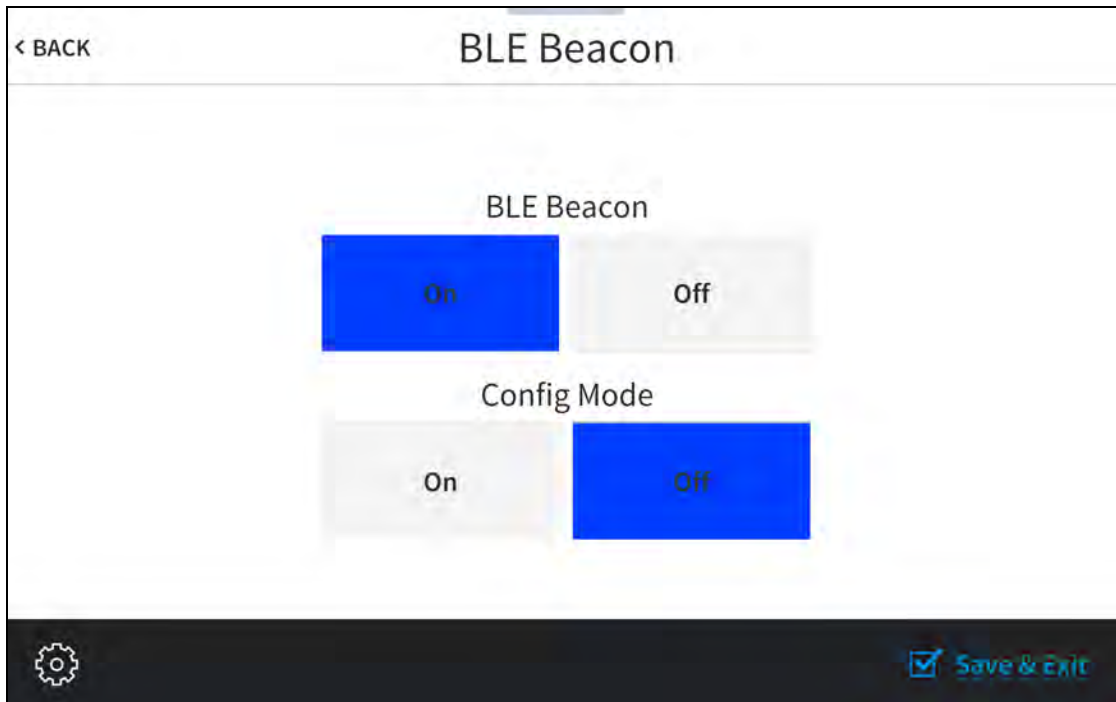 < BACK
BLE Beacon
BLE Beacon
On Off
Config Mode
On Off
Save & Exit